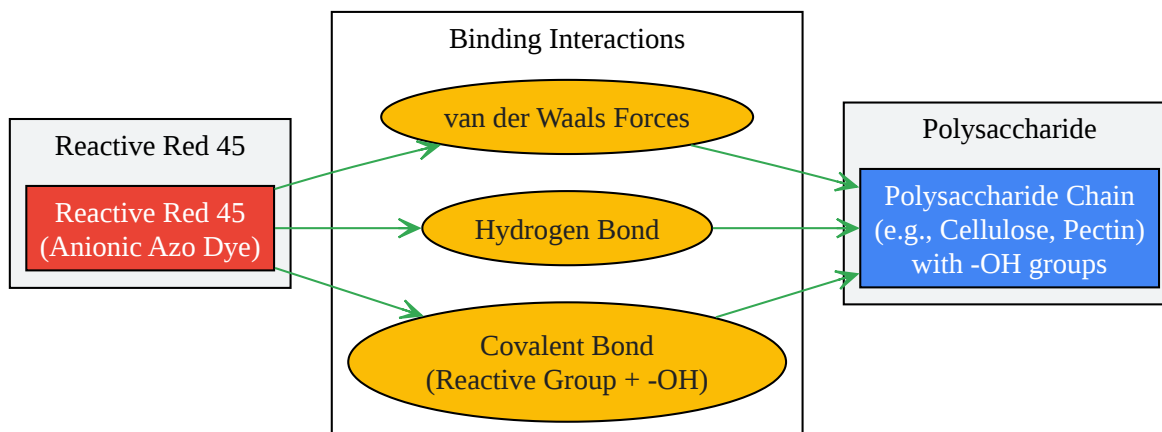 Binding Interactions
van der Waals Forces
Hydrogen Bond
Covalent Bond
(Reactive Group + -OH)
Reactive Red 45
Reactive Red 45
(Anionic Azo Dye)
Polysaccharide
Polysaccharide Chain
(e.g., Cellulose, Pectin)
with -OH groups